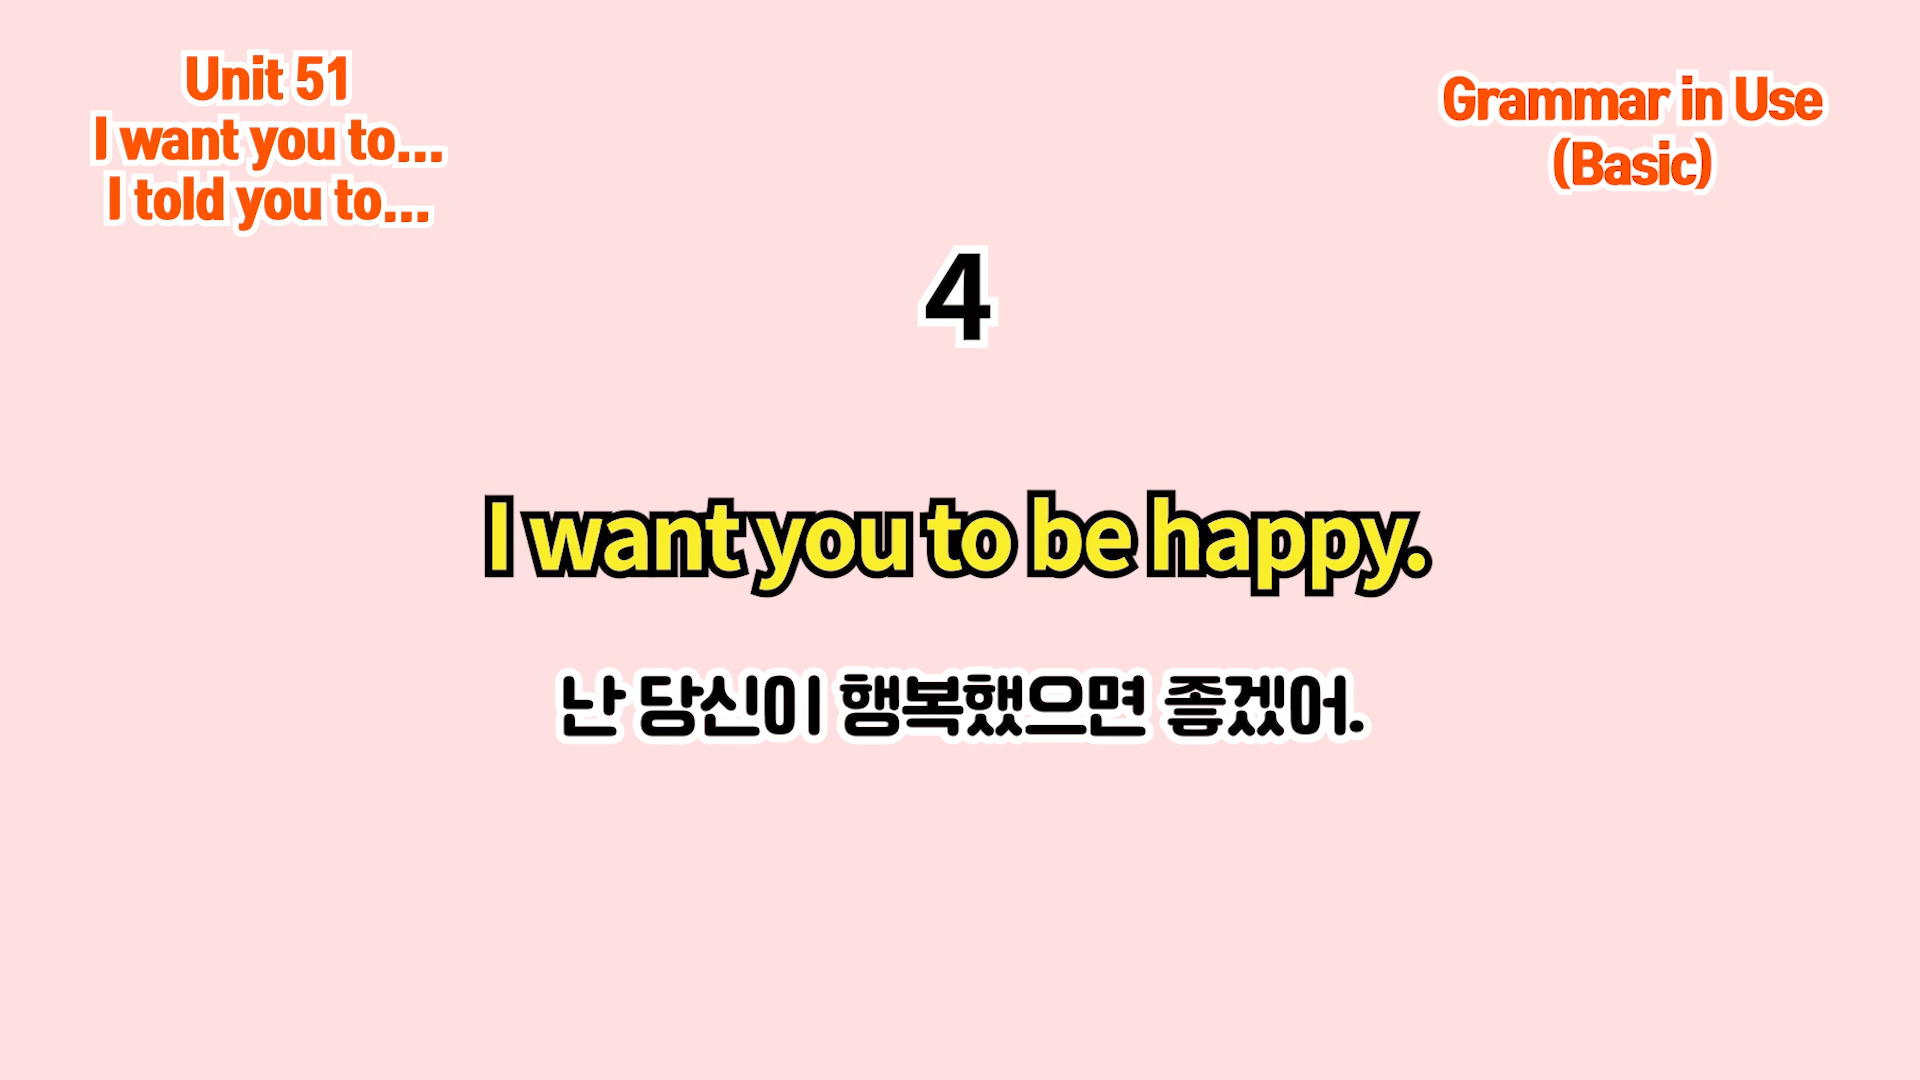 Unit 51
I want you to...
I told you to...
Grammar in Use
(Basic)
4
I want you to be happy.
난 당신이 행복했으면 좋겠어.